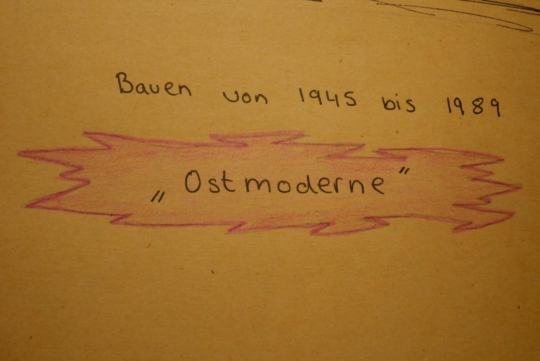 Bauen von 1945 bis 1989
„Ostmoderne"